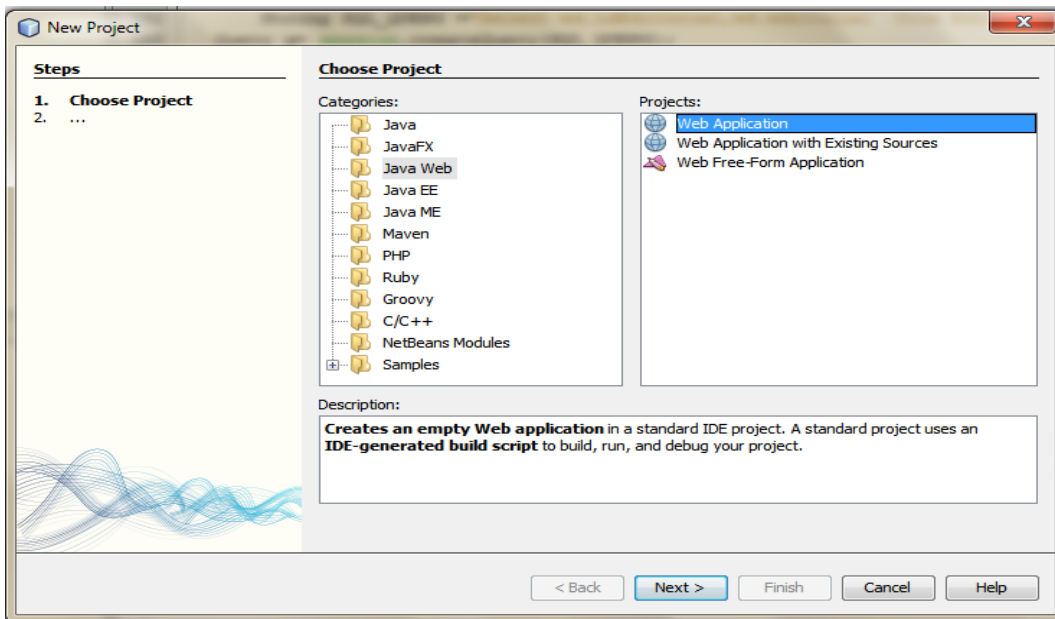 New Project
Steps
1. Choose Project
2. ...
Choose Project
Categories:
Java
JavaFX
Java Web
Java EE
Java ME
Maven
PHP
Ruby
Groovy
C/C++
NetBeans Modules
Samples
Projects:
Web Application
Web Application with Existing Sources
Web Free-Form Application
Description:
Creates an empty Web application in a standard IDE project. A standard project uses an
IDE-generated build script to build, run, and debug your project.
< Back
Next >
Finish
Cancel
Help